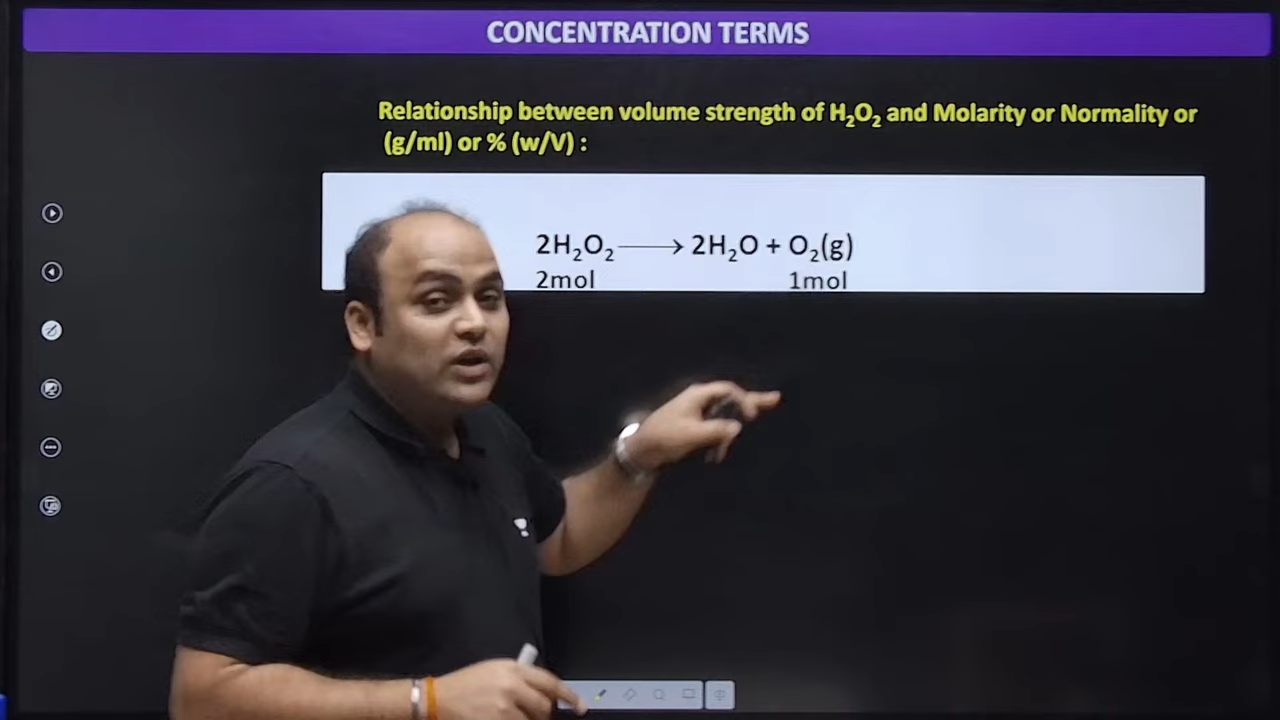 CONCENTRATION TERMS
Relationship between volume strength of H₂O₂ and Molarity or Normality or
(g/ml) or % (w/V) :
2H₂O₂ ⟶ 2H₂O + O₂(g)
2mol 1mol